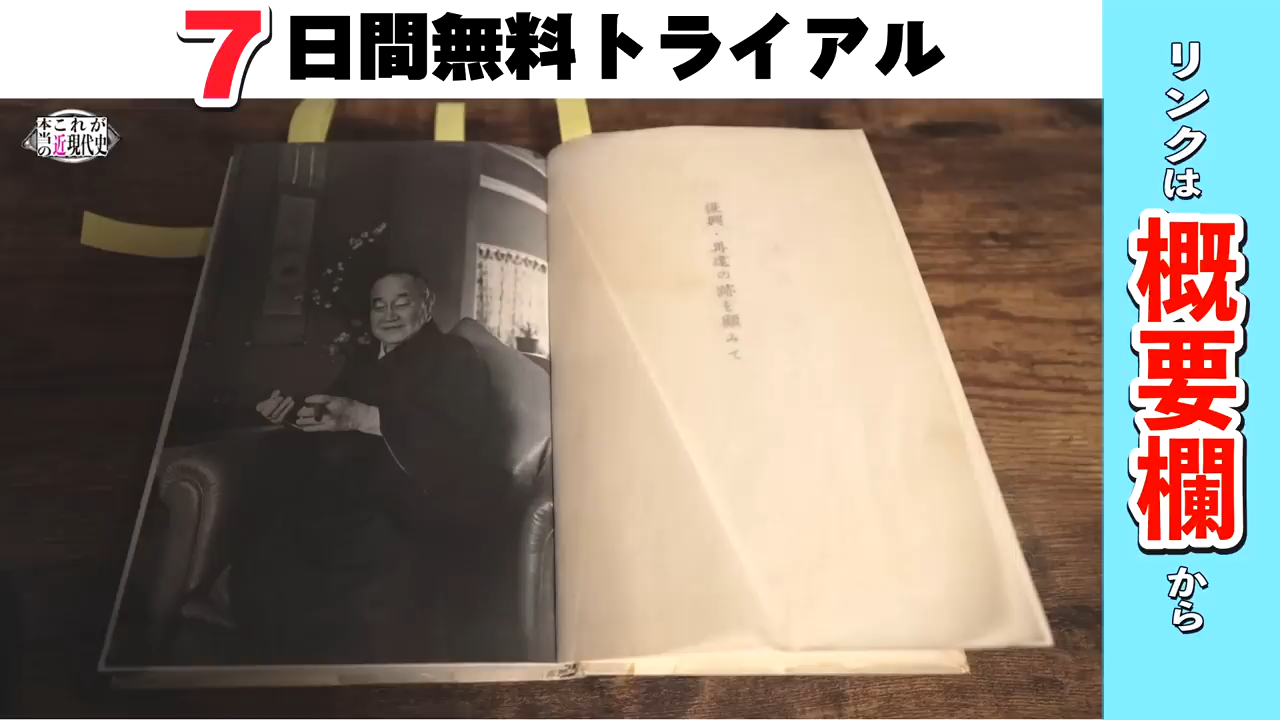 7日間無料トライアル
これが
本当の
近現代史
復興・再建の跡を顧みて
リンクは
概要欄
から